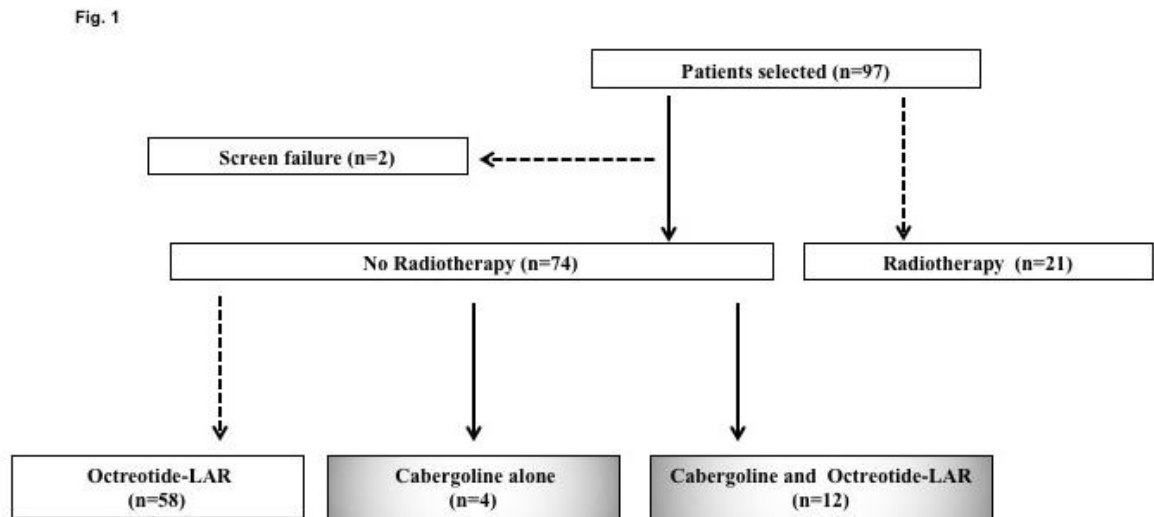 Fig. 1
Patients selected (n=97)
Screen failure (n=2)
No Radiotherapy (n=74)
Radiotherapy (n=21)
Octreotide-LAR
(n=58)
Cabergoline alone
(n=4)
Cabergoline and Octreotide-LAR
(n=12)